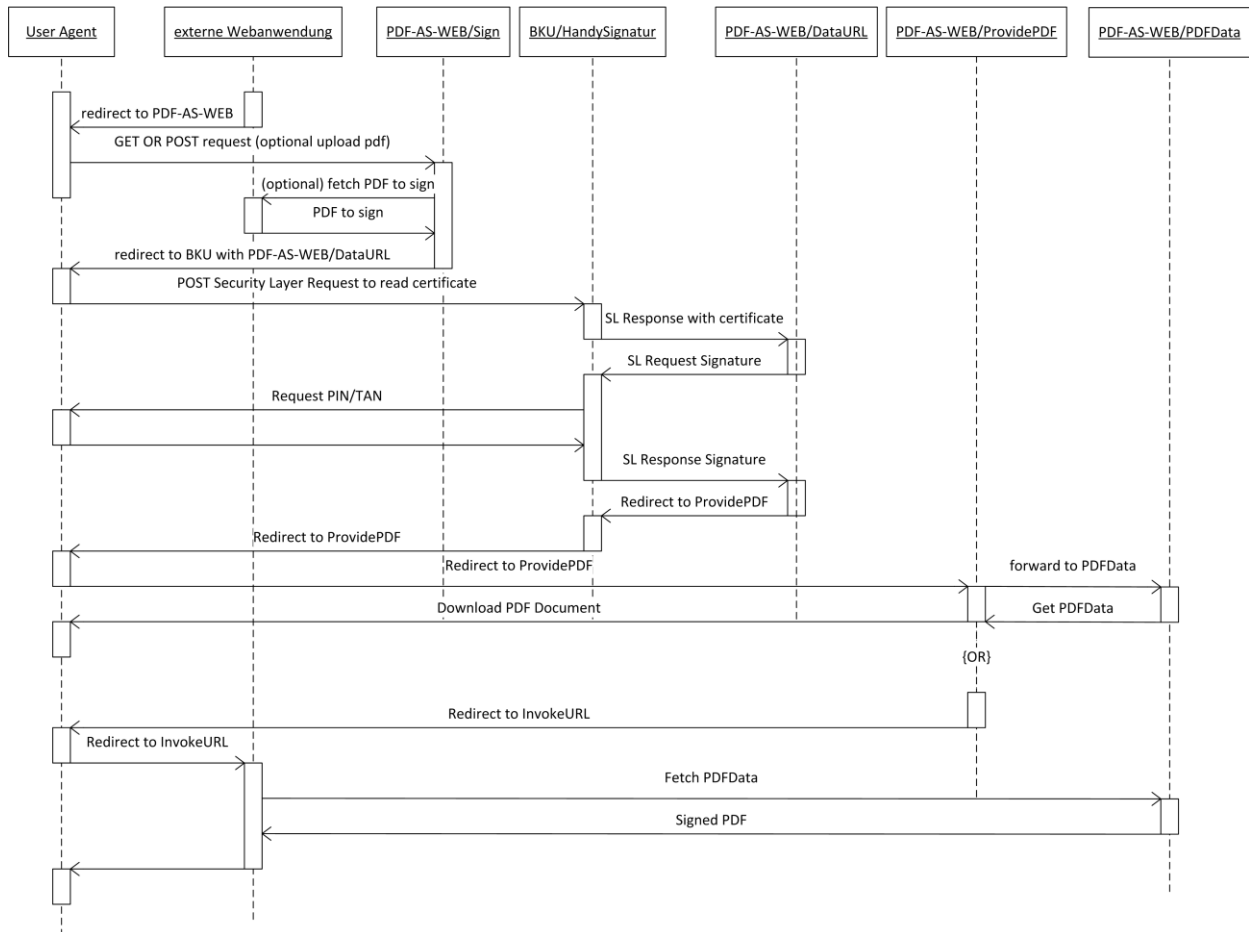 User Agent
externe Webanwendung
PDF-AS-WEB/Sign
BKU/HandySignatur
PDF-AS-WEB/DataURL
PDF-AS-WEB/ProvidePDF
PDF-AS-WEB/PDFData
redirect to PDF-AS-WEB
GET OR POST request (optional upload pdf)
(optional) fetch PDF to sign
PDF to sign
redirect to BKU with PDF-AS-WEB/DataURL
POST Security Layer Request to read certificate
SL Response with certificate
SL Request Signature
Request PIN/TAN
SL Response Signature
Redirect to ProvidePDF
Redirect to ProvidePDF
Redirect to ProvidePDF
forward to PDFData
Download PDF Document
Get PDFData
{OR}
Redirect to InvokeURL
Redirect to InvokeURL
Fetch PDFData
Signed PDF